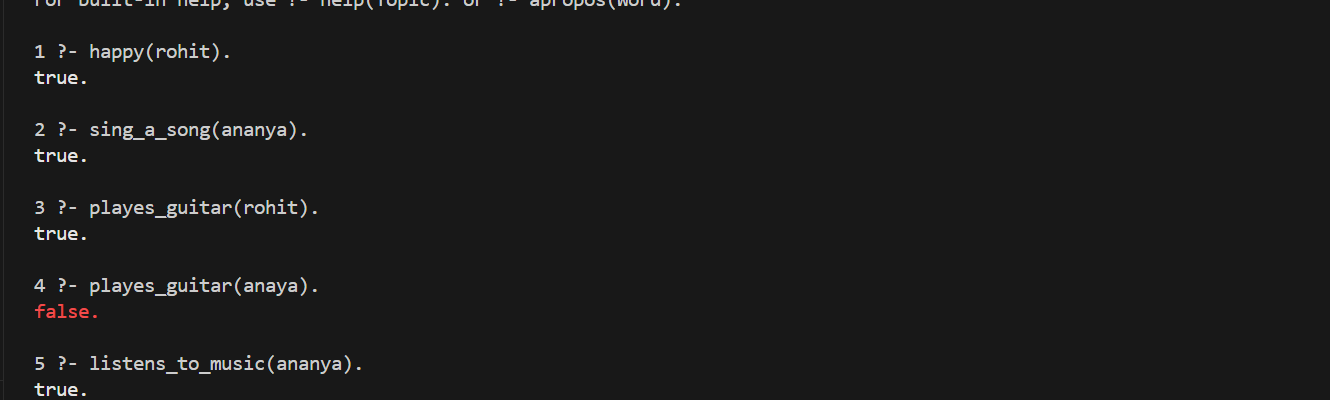 For built-in help, use ?- help(Topic). or ?- apropos(Word).
1 ?- happy(rohit).
true.
2 ?- sing_a_song(ananya).
true.
3 ?- playes_guitar(rohit).
true.
4 ?- playes_guitar(anaya).
false.
5 ?- listens_to_music(ananya).
true.